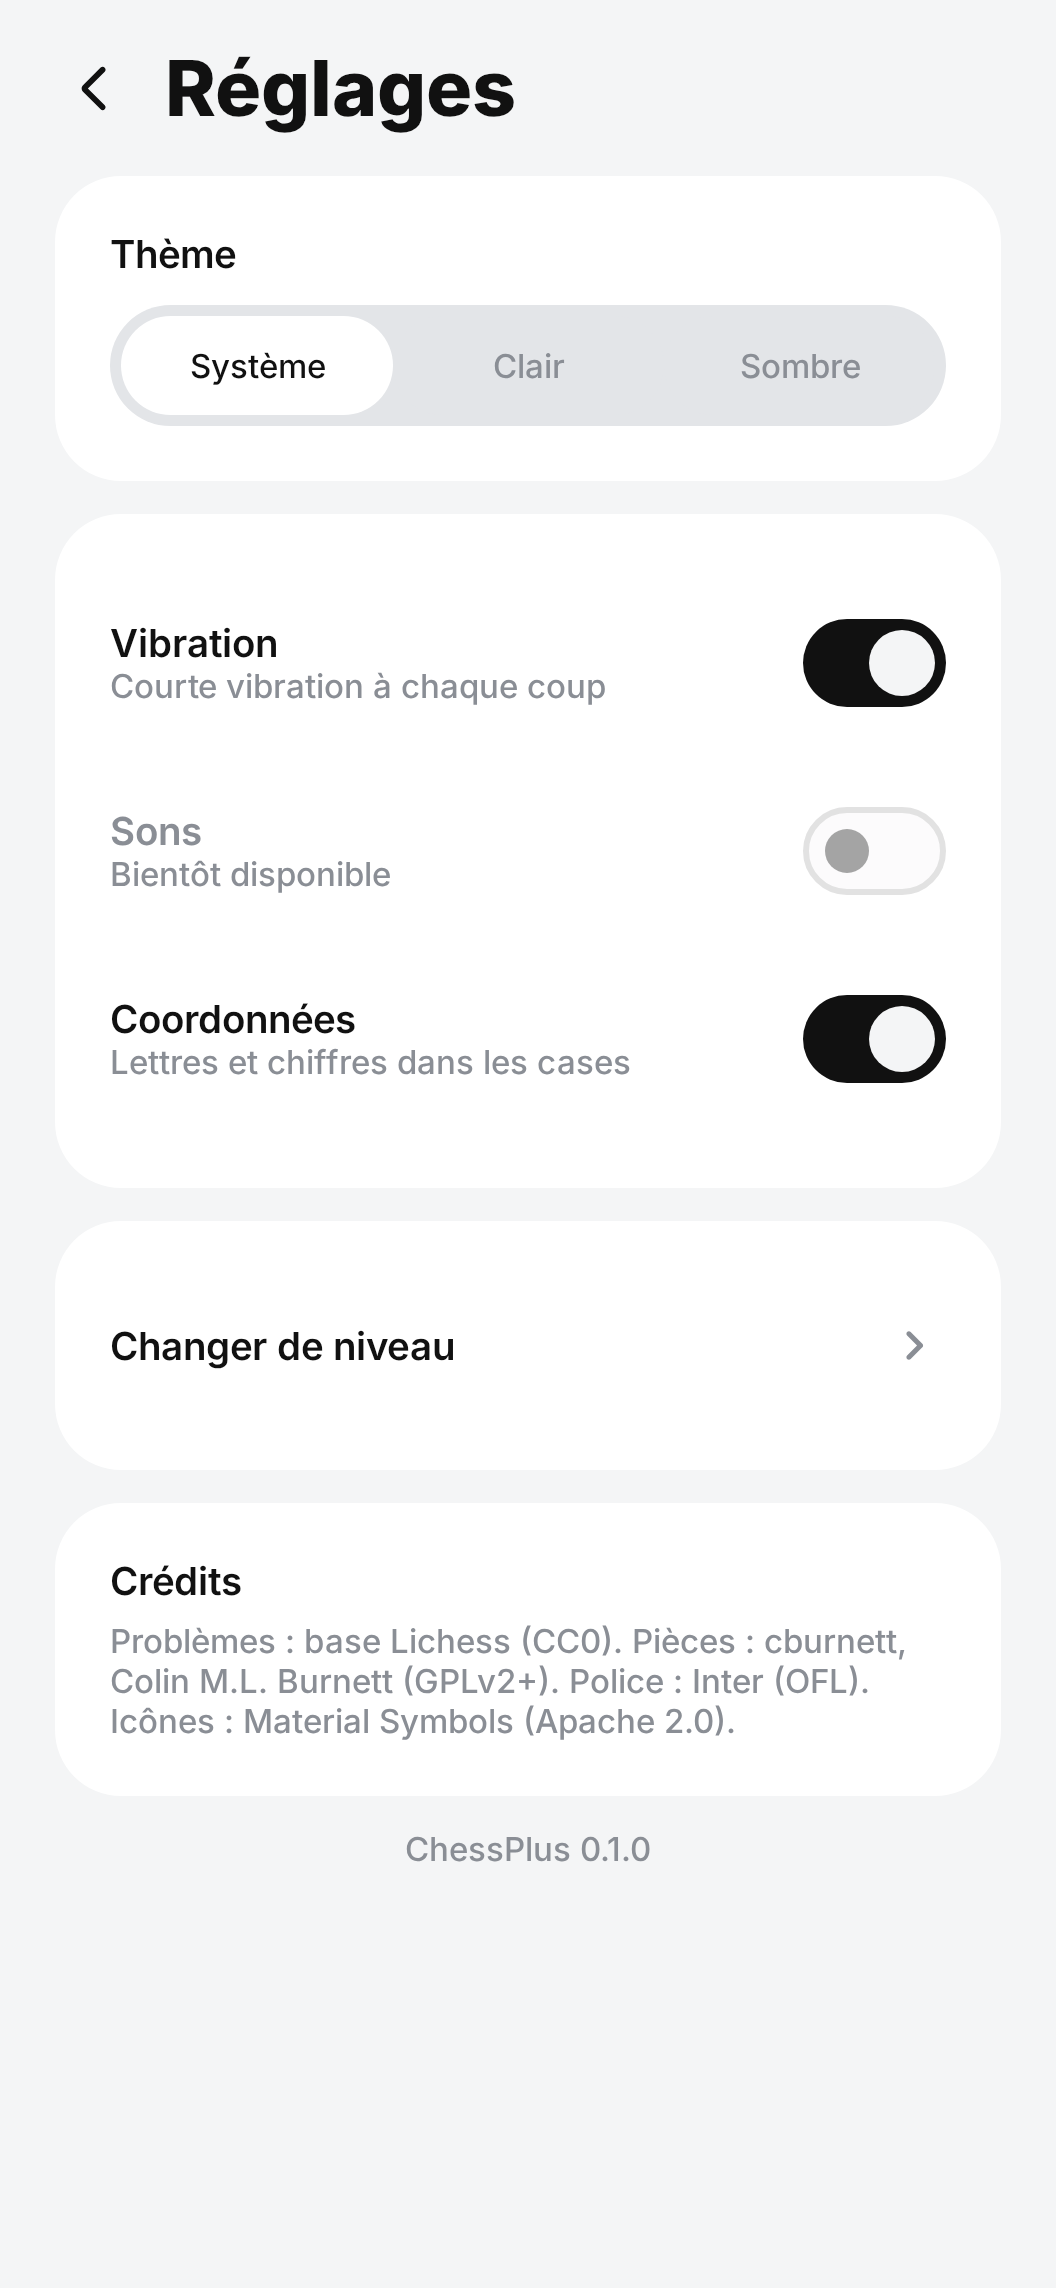 Réglages
Thème
Système Clair Sombre
Vibration
Courte vibration à chaque coup
Sons
Bientôt disponible
Coordonnées
Lettres et chiffres dans les cases
Changer de niveau
Crédits
Problèmes : base Lichess (CC0). Pièces : cburnett,
Colin M.L. Burnett (GPLv2+). Police : Inter (OFL).
Icônes : Material Symbols (Apache 2.0).
ChessPlus 0.1.0